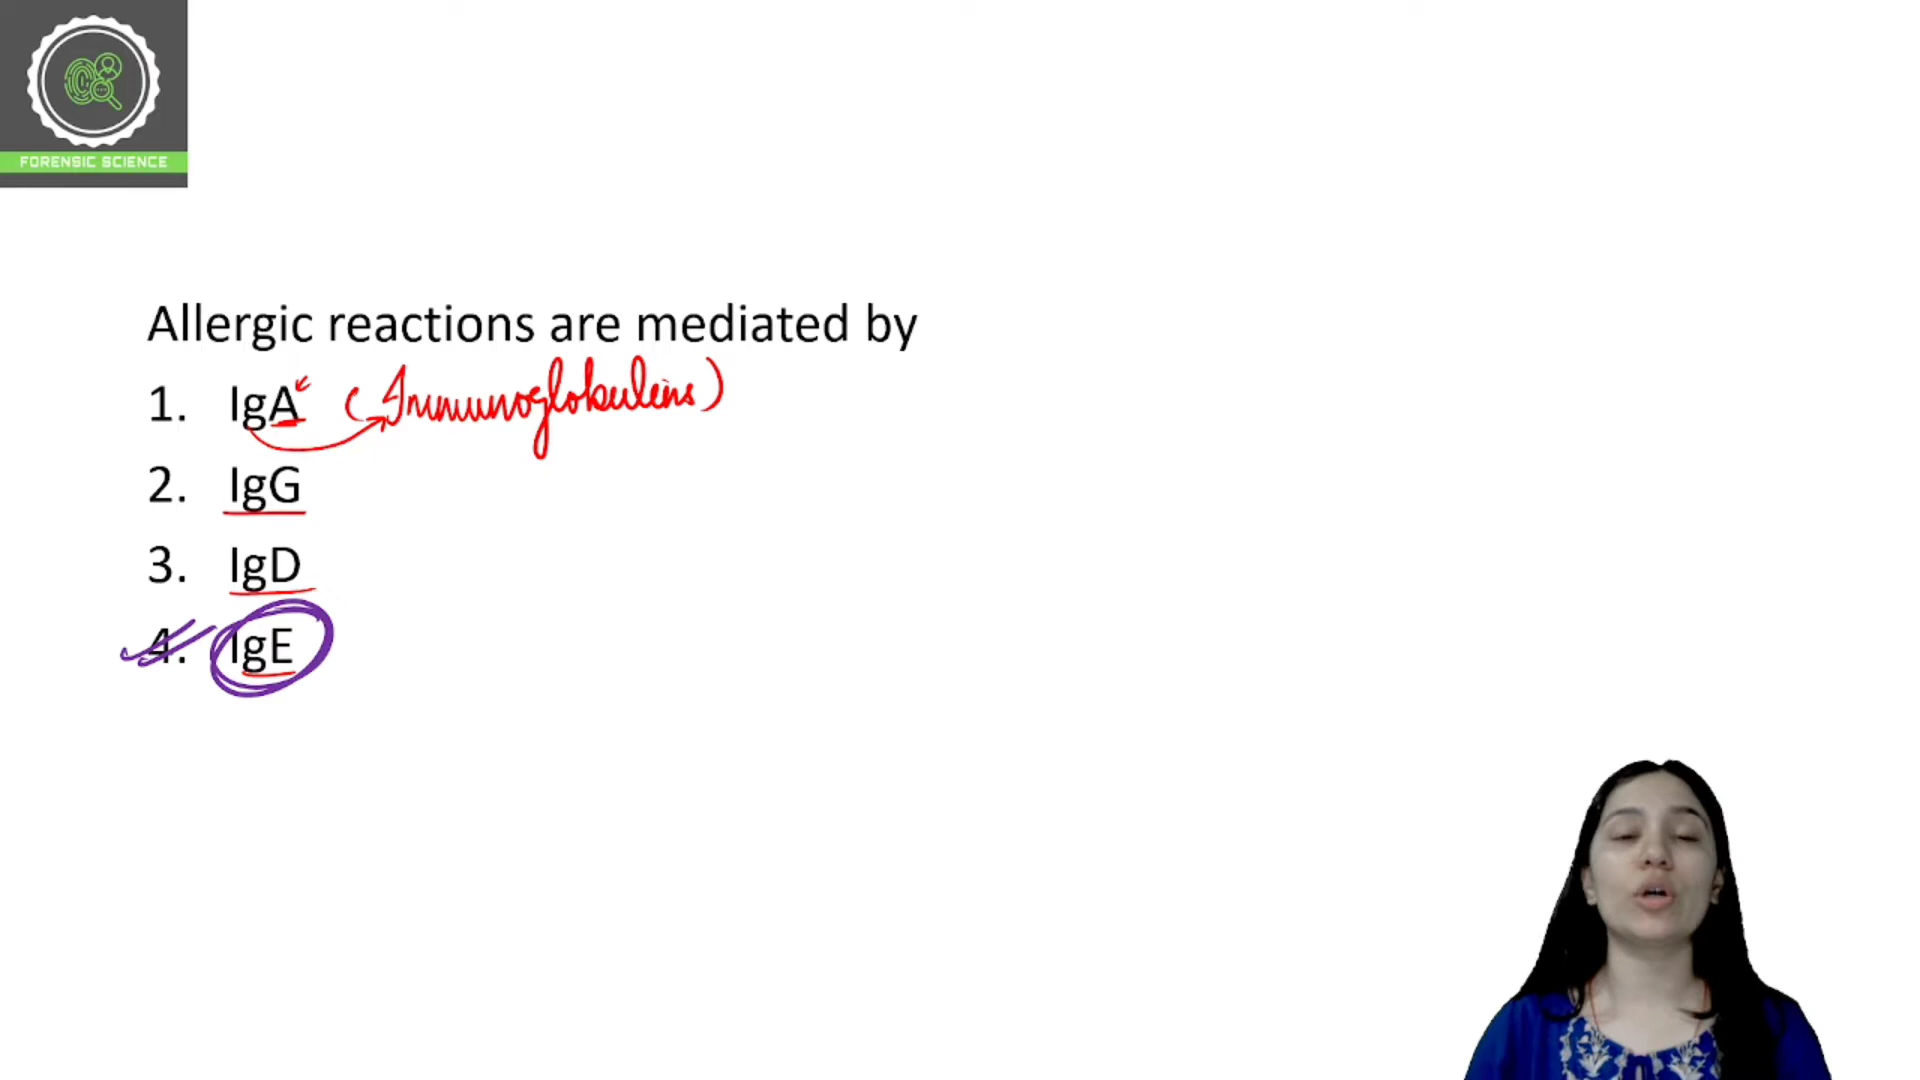 FORENSIC SCIENCE
Allergic reactions are mediated by
1. IgA (Immunoglobulins)
2. IgG
3. IgD
4. IgE